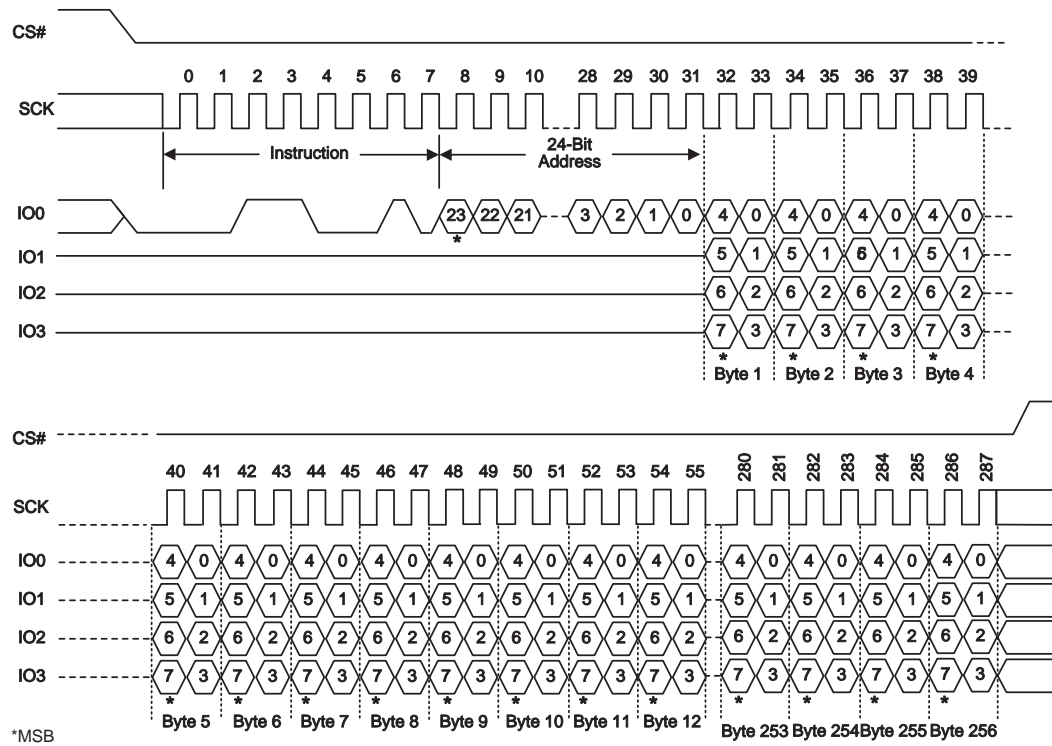 CS#
0 1 2 3 4 5 6 7 8 9 10 28 29 30 31 32 33 34 35 36 37 38 39
SCK
Instruction
24-Bit
Address
IO0 23 22 21 3 2 1 0 4 0 4 0 4 0 4 0
*
IO1 5 1 5 1 6 1 5 1
IO2 6 2 6 2 6 2 6 2
IO3 7 3 7 3 7 3 7 3
* * * *
Byte 1 Byte 2 Byte 3 Byte 4
CS#
40 41 42 43 44 45 46 47 48 49 50 51 52 53 54 55 280 281 282 283 284 285 286 287
SCK
IO0 4 0 4 0 4 0 4 0 4 0 4 0 4 0 4 0 4 0 4 0 4 0 4 0
IO1 5 1 5 1 5 1 5 1 5 1 5 1 5 1 5 1 5 1 5 1 5 1 5 1
IO2 6 2 6 2 6 2 6 2 6 2 6 2 6 2 6 2 6 2 6 2 6 2 6 2
IO3 7 3 7 3 7 3 7 3 7 3 7 3 7 3 7 3 7 3 7 3 7 3 7 3
* * * * * * * * * * * *
Byte 5 Byte 6 Byte 7 Byte 8 Byte 9 Byte 10 Byte 11 Byte 12 Byte 253 Byte 254 Byte 255 Byte 256
*MSB